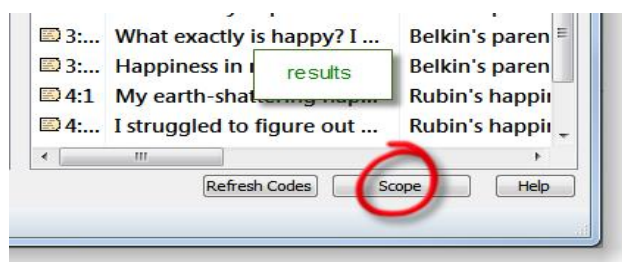 3:... What exactly is happy? I ... Belkin's paren
3:... Happiness in Belkin's paren
results
4:1 My earth-shattering Rubin's happi
4:... I struggled to figure out ... Rubin's happi
Refresh Codes Scope Help